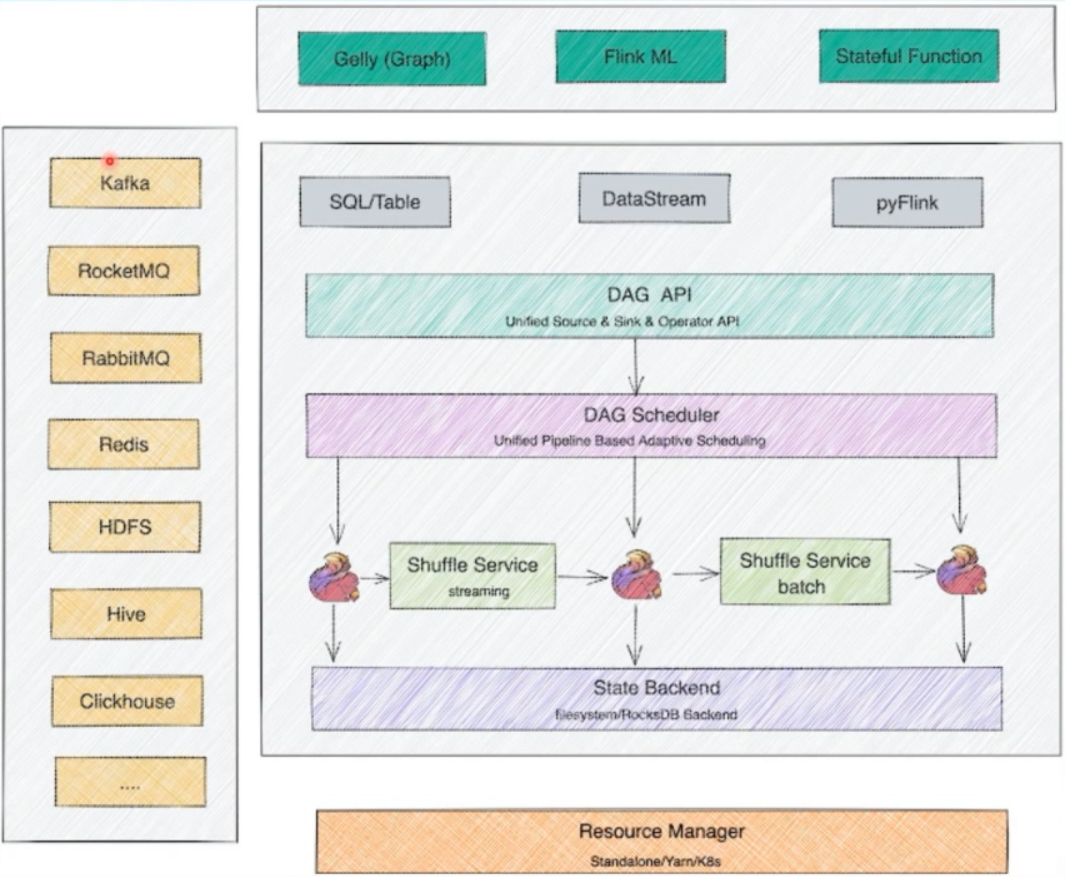 Gelly (Graph)
Flink ML
Stateful Function
Kafka
RocketMQ
RabbitMQ
Redis
HDFS
Hive
Clickhouse
....
SQL/Table
DataStream
pyFlink
DAG API
Unified Source & Sink & Operator API
DAG Scheduler
Unified Pipeline Based Adaptive Scheduling
Shuffle Service
streaming
Shuffle Service
batch
State Backend
filesystem/RocksDB Backend
Resource Manager
Standalone/Yarn/K8s